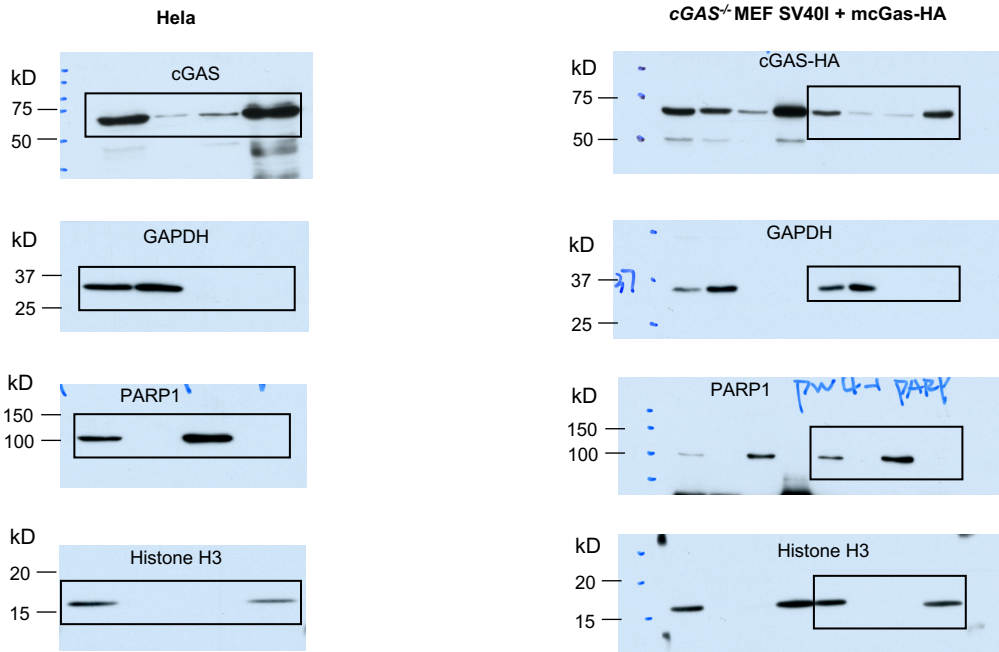 Hela
kD
cGAS
75
50
kD
GAPDH
37
25
kD
PARP1
150
100
kD
Histone H3
20
15
cGAS-/- MEF SV40I + mcGas-HA
kD
cGAS-HA
75
50
kD
GAPDH
37
37
25
kD
PARP1
150
100
kD
Histone H3
20
15